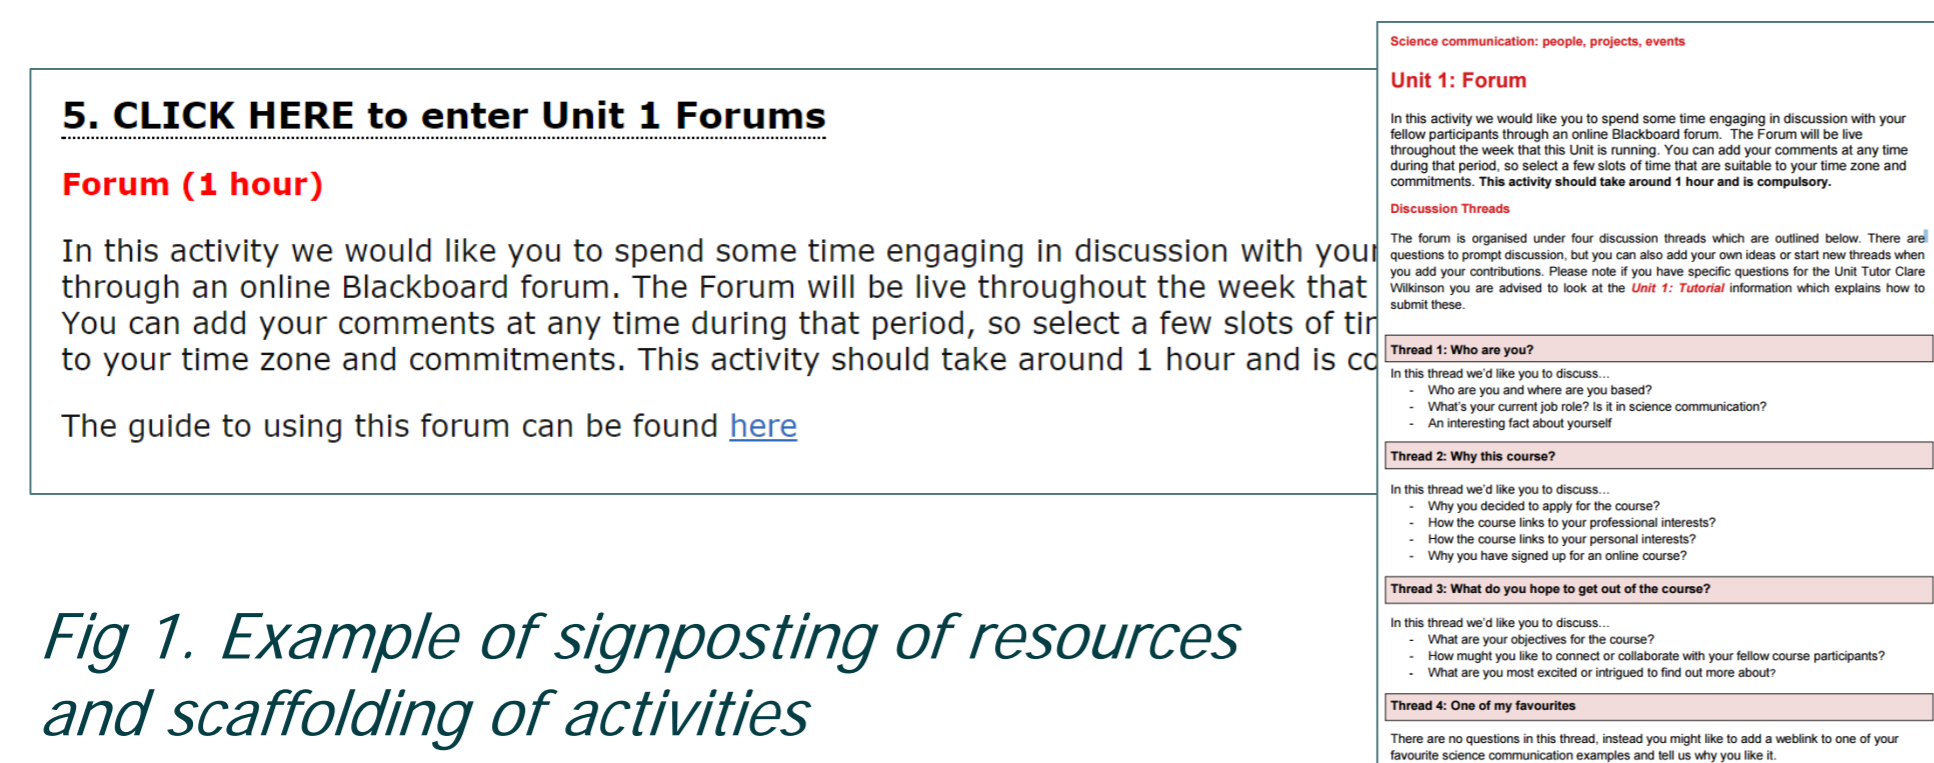 5. CLICK HERE to enter Unit 1 Forums
Forum (1 hour)
In this activity we would like you to spend some time engaging in discussion with your
through an online Blackboard forum. The Forum will be live throughout the week that
You can add your comments at any time during that period, so select a few slots of tim
to your time zone and commitments. This activity should take around 1 hour and is co
The guide to using this forum can be found here
Fig 1. Example of signposting of resources
and scaffolding of activities
Science communication: people, projects, events
Unit 1: Forum
In this activity we would like you to spend some time engaging in discussion with your
fellow participants through an online Blackboard forum. The Forum will be live
throughout the week that this Unit is running. You can add your comments at any time
during that period, so select a few slots of time that are suitable to your time zone and
commitments. This activity should take around 1 hour and is compulsory.
Discussion Threads
The forum is organised under four discussion threads which are outlined below. There are
questions to prompt discussion, but you can also add your own ideas or start new threads when
you add your contributions. Please note if you have specific questions for the Unit Tutor Clare
Wilkinson you are advised to look at the Unit 1: Tutorial information which explains how to
submit these.
Thread 1: Who are you?
In this thread we'd like you to discuss...
- Who are you and where are you based?
- What's your current job role? Is it in science communication?
- An interesting fact about yourself
Thread 2: Why this course?
In this thread we'd like you to discuss...
- Why you decided to apply for the course?
- How the course links to your professional interests?
- How the course links to your personal interests?
- Why you have signed up for an online course?
Thread 3: What do you hope to get out of the course?
In this thread we'd like you to discuss...
- What are your objectives for the course?
- How mught you like to connect or collaborate with your fellow course participants?
- What are you most excited or intrigued to find out more about?
Thread 4: One of my favourites
There are no questions in this thread, instead you might like to add a weblink to one of your
favourite science communication examples and tell us why you like it.